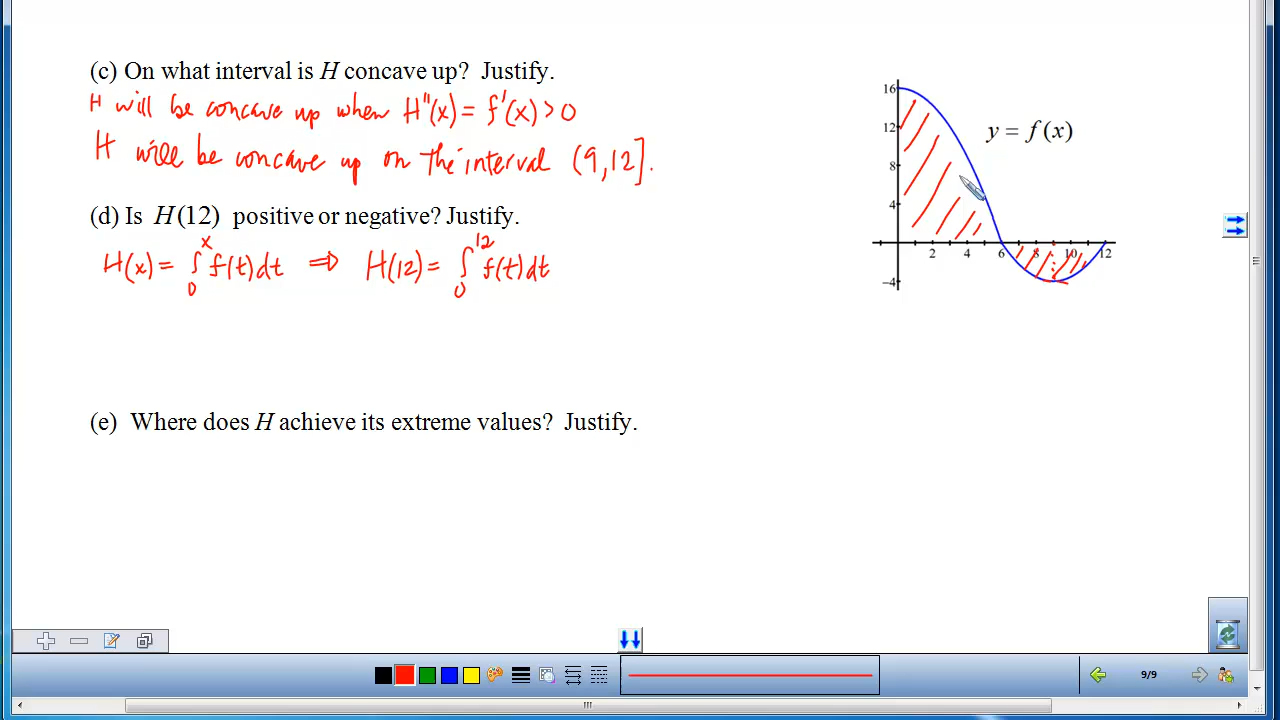 (c) On what interval is H concave up? Justify.
H will be concave up when H"(x) = f'(x) > 0
H will be concave up on the interval (9,12].
(d) Is H(12) positive or negative? Justify.
H(x) = ∫₀ˣ f(t)dt ⇒ H(12) = ∫₀¹² f(t)dt
(e) Where does H achieve its extreme values? Justify.
y = f(x)
16
12
8
4
-4
2 4 6 8 10 12
9/9